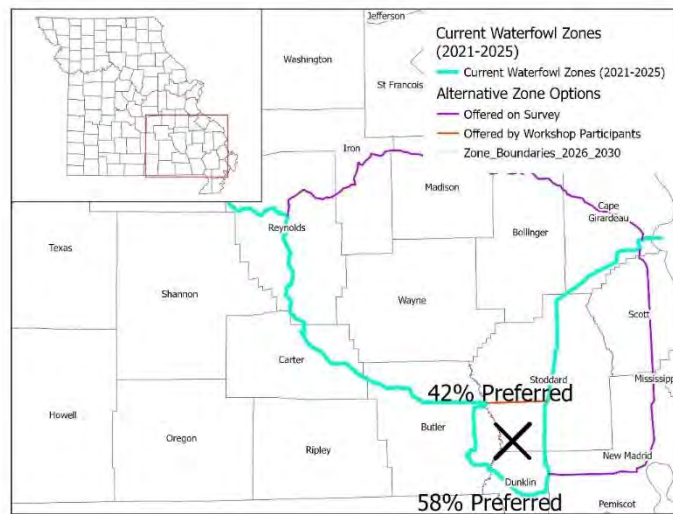 Jefferson
Washington
St Francois
Current Waterfowl Zones
(2021-2025)
Current Waterfowl Zones (2021-2025)
Alternative Zone Options
Offered on Survey
Offered by Workshop Participants
Zone_Boundaries_2026_2030
Iron
Madison
Cape
Girardeau
Reynolds
Bollinger
Texas
Shannon
Wayne
Scott
Carter
Stoddard
Mississippi
42% Preferred
Howell
Oregon
Ripley
Butler
New Madrid
Dunklin
58% Preferred
Pemiscot